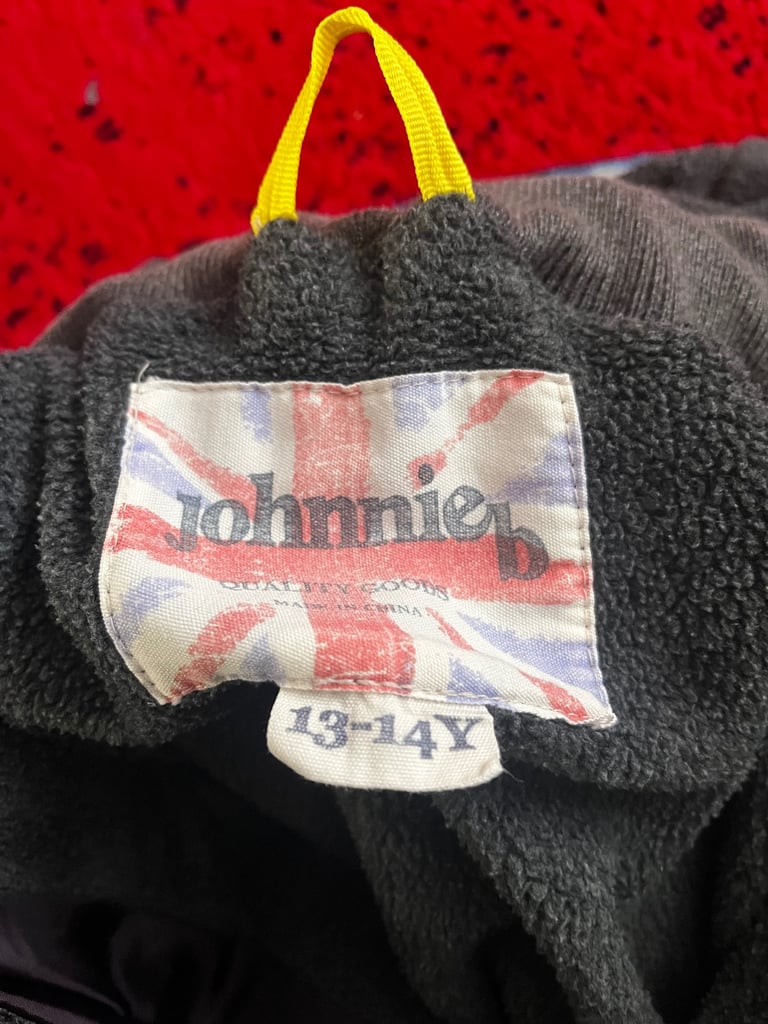 Johnnie b
QUALITY GOODS
MADE IN CHINA
13-14Y